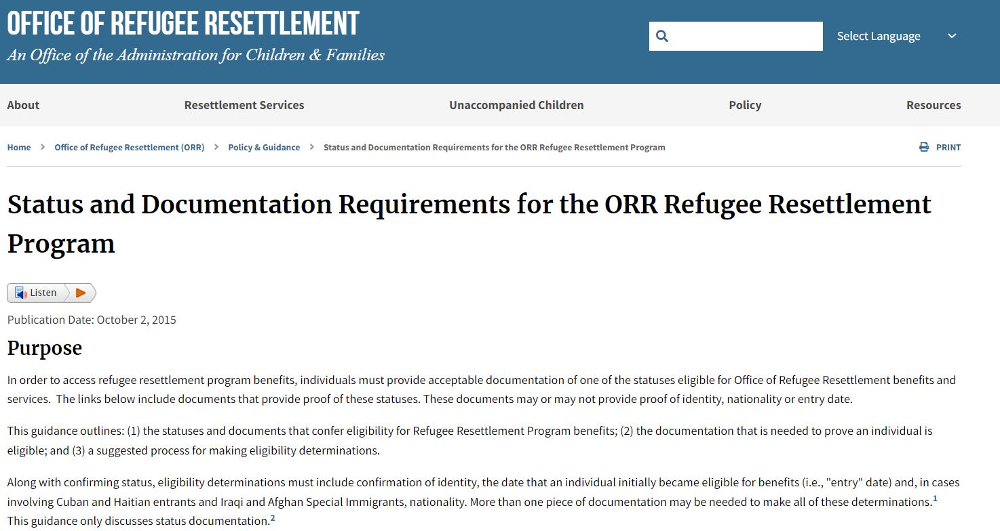 OFFICE OF REFUGEE RESETTLEMENT
An Office of the Administration for Children & Families
Select Language
About
Resettlement Services
Unaccompanied Children
Policy
Resources
Home
Office of Refugee Resettlement (ORR)
Policy & Guidance
Status and Documentation Requirements for the ORR Refugee Resettlement Program
PRINT
Status and Documentation Requirements for the ORR Refugee Resettlement
Program
Listen
Publication Date: October 2, 2015
Purpose
In order to access refugee resettlement program benefits, individuals must provide acceptable documentation of one of the statuses eligible for Office of Refugee Resettlement benefits and
services.  The links below include documents that provide proof of these statuses. These documents may or may not provide proof of identity, nationality or entry date.
This guidance outlines: (1) the statuses and documents that confer eligibility for Refugee Resettlement Program benefits; (2) the documentation that is needed to prove an individual is
eligible; and (3) a suggested process for making eligibility determinations.
Along with confirming status, eligibility determinations must include confirmation of identity, the date that an individual initially became eligible for benefits (i.e., "entry" date) and, in cases
involving Cuban and Haitian entrants and Iraqi and Afghan Special Immigrants, nationality. More than one piece of documentation may be needed to make all of these determinations.1
This guidance only discusses status documentation.2